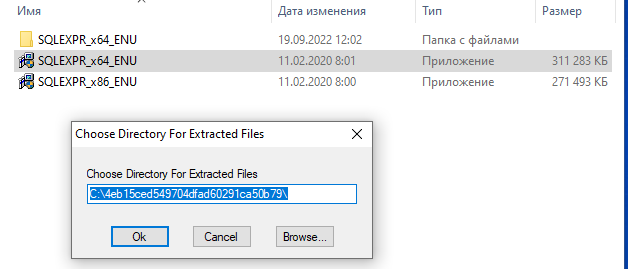 Имя Дата изменения Тип Размер
SQLEXPR_x64_ENU 19.09.2022 12:02 Папка с файлами
SQLEXPR_x64_ENU 11.02.2020 8:01 Приложение 311 283 КБ
SQLEXPR_x86_ENU 11.02.2020 8:00 Приложение 271 493 КБ
Choose Directory For Extracted Files
Choose Directory For Extracted Files
C:\4eb15ced549704dfad60291ca50b79\
Ok Cancel Browse...